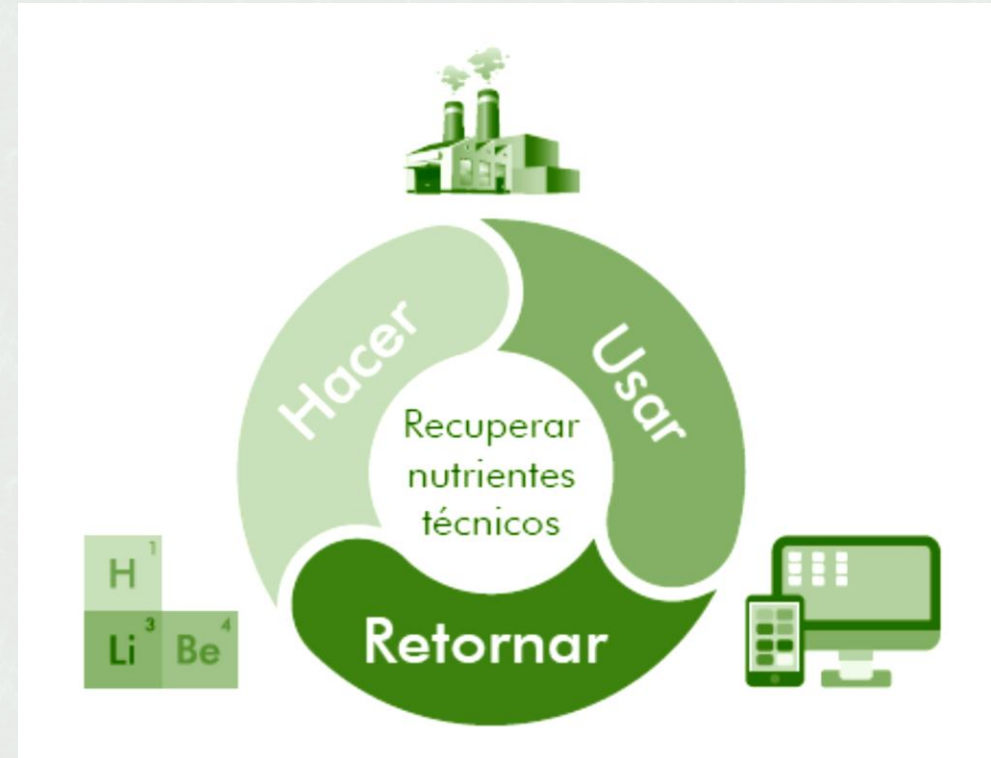 Hacer
Usar
Recuperar
nutrientes
técnicos
Retornar
H 1
Li 3 Be 4